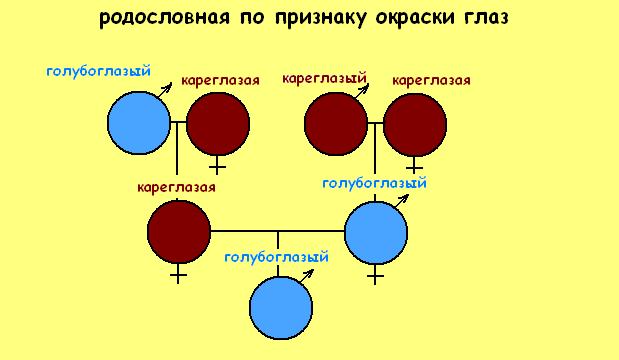 родословная по признаку окраски глаз
голубоглазый
кареглазая
кареглазый
кареглазая
кареглазая
голубоглазый
голубоглазый